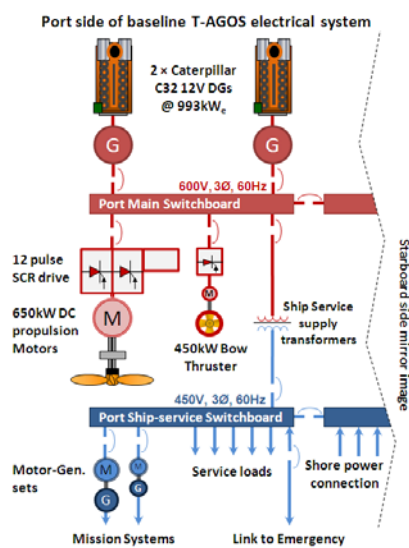 Port side of baseline T-AGOS electrical system
2 × Caterpillar
C32 12V DGs
@ 993kWe
G
G
600V, 3Ø, 60Hz
Port Main Switchboard
12 pulse
SCR drive
650kW DC
propulsion
Motors
M
M
450kW Bow
Thruster
Ship Service
supply
transformers
Starboard side mirror image
450V, 3Ø, 60Hz
Port Ship-service Switchboard
Motor-Gen.
sets
M
M
G
G
Service loads
Shore power
connection
Mission Systems
Link to Emergency